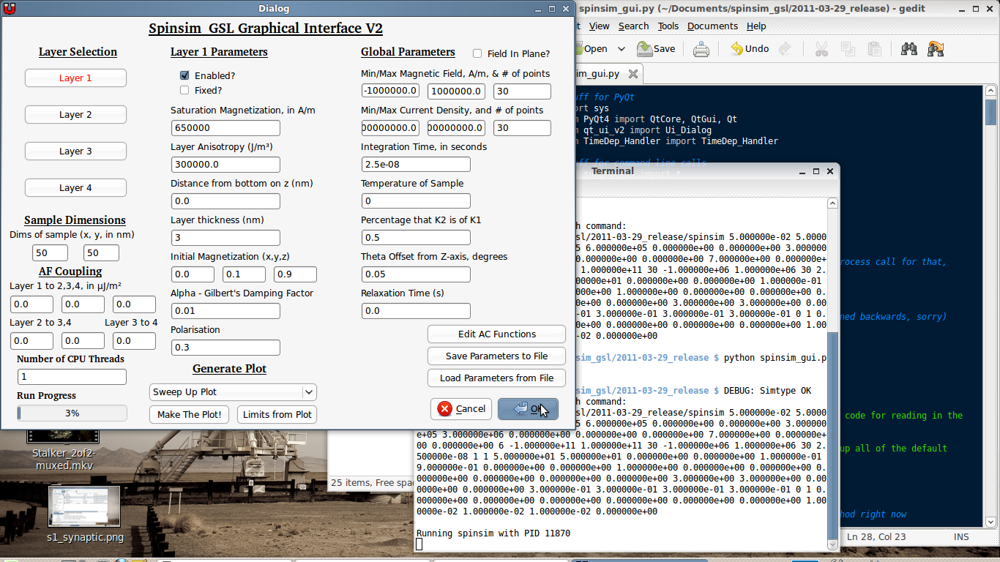 Dialog
Spinsim_GSL Graphical Interface V2
Layer Selection
Layer 1
Layer 2
Layer 3
Layer 4
Sample Dimensions
Dims of sample (x, y, in nm)
50 50
AF Coupling
Layer 1 to 2,3,4, in µJ/m²
0.0 0.0 0.0
Layer 2 to 3,4 Layer 3 to 4
0.0 0.0 0.0
Number of CPU Threads
1
Run Progress
3%
Layer 1 Parameters
Enabled?
Fixed?
Saturation Magnetization, in A/m
650000
Layer Anisotropy (J/m³)
300000.0
Distance from bottom on z (nm)
0.0
Layer thickness (nm)
3
Initial Magnetization (x,y,z)
0.0 0.1 0.9
Alpha - Gilbert's Damping Factor
0.01
Polarisation
0.3
Generate Plot
Sweep Up Plot
Make The Plot! Limits from Plot
Global Parameters Field In Plane?
Min/Max Magnetic Field, A/m, & # of points
-1000000.0 1000000.0 30
Min/Max Current Density, and # of points
00000000.0 00000000.0 30
Integration Time, in seconds
2.5e-08
Temperature of Sample
0
Percentage that K2 is of K1
0.5
Theta Offset from Z-axis, degrees
0.05
Relaxation Time (s)
0.0
Edit AC Functions
Save Parameters to File
Load Parameters from File
Cancel OK
spinsim_gui.py (~/Documents/spinsim_gsl/2011-03-29_release) - gedit
it View Search Tools Documents Help
Open Save Undo
im_gui.py
uff for PyQt
ort sys
m PyQt4 import QtCore, QtGui, Qt
m qt_ui_v2 import Ui_Dialog
m TimeDep_Handler import TimeDep_Handler
uff for command line calls
rocess call for that,
ned backwards, sorry)
code for reading in the
up all of the default
hod right now
Ln 28, Col 23 INS
Terminal
h command:
sl/2011-03-29_release/spinsim 5.000000e-02 5.0000
5 6.000000e+05 0.000000e+00 0.000000e+00 3.000000
0.000000e+00 0.000000e+00 7.000000e+00 0.000000e+
1.000000e+11 30 -1.000000e+06 1.000000e+06 30 2.
000000e+01 0.000000e+00 0.000000e+00 1.000000e-01
0e+00 1.000000e+00 0.000000e+00 0.000000e+00 0.
0e+00 0.000000e+00 3.000000e+00 3.000000e+00 0.00
e-01 3.000000e-01 3.000000e-01 3.000000e-01 0 1 0.
00e+00 0.000000e+00 0.000000e+00 0.000000e+00 1.00
-02 0.000000e+00
sim_gsl/2011-03-29_release $ python spinsim_gui.p
sim_gsl/2011-03-29_release $ DEBUG: Simtype OK
h command:
sl/2011-03-29_release/spinsim 5.000000e-02 5.0000
5 6.000000e+05 0.000000e+00 0.000000e+00 3.000000
e+05 3.000000e+06 0.000000e+00 0.000000e+00 7.000000e+00 0.000000e+
00 0.000000e+00 6 -1.000000e+11 1.000000e+11 30 -1.000000e+06 1.000000e+06 30 2.
500000e-08 1 1 5.000000e+01 5.000000e+01 0.000000e+00 0.000000e+00 1.000000e-01
9.000000e-01 0.000000e+00 0.000000e+00 1.000000e+00 0.000000e+00 0.000000e+00 0.
000000e+00 0.000000e+00 0.000000e+00 0.000000e+00 3.000000e+00 3.000000e+00 0.00
0000e+00 0.000000e+00 3.000000e-01 3.000000e-01 3.000000e-01 3.000000e-01 0 1 0.
000000e+00 0.000000e+00 0.000000e+00 0.000000e+00 0.000000e+00 0.000000e+00 1.00
0000e-02 1.000000e-02 1.000000e-02 0.000000e+00
Running spinsim with PID 11870
25 items, Free spac
Stalker_2of2-
muxed.mkv
s1_synaptic.png